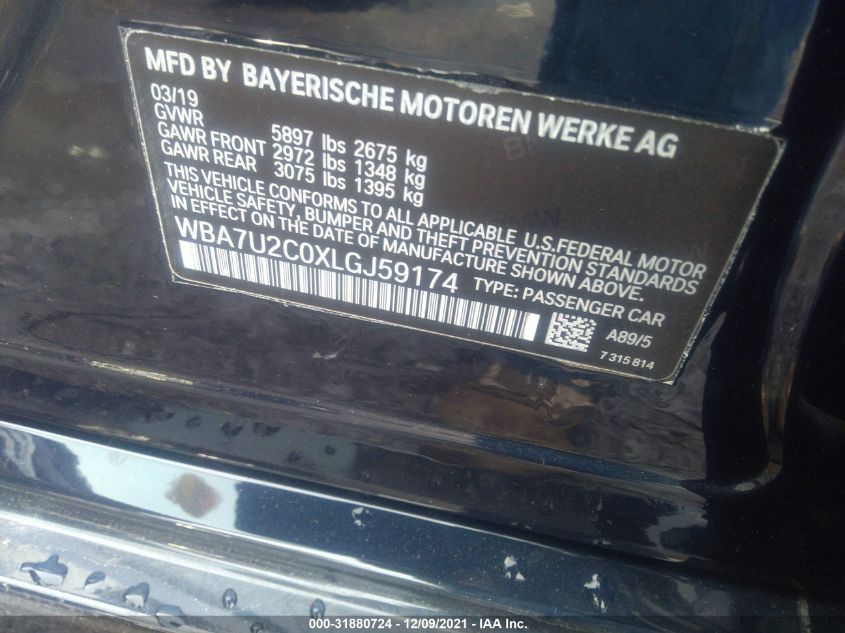 MFD BY BAYERISCHE MOTOREN WERKE AG
03/19
GVWR 5897 lbs 2675 kg
GAWR FRONT 2972 lbs 1348 kg
GAWR REAR 3075 lbs 1395 kg
THIS VEHICLE CONFORMS TO ALL APPLICABLE U.S.FEDERAL MOTOR
VEHICLE SAFETY, BUMPER AND THEFT PREVENTION STANDARDS
IN EFFECT ON THE DATE OF MANUFACTURE SHOWN ABOVE.
WBA7U2C0XLGJ59174 TYPE: PASSENGER CAR
A89/5
7 315 814
000-31880724 - 12/09/2021 - IAA Inc.